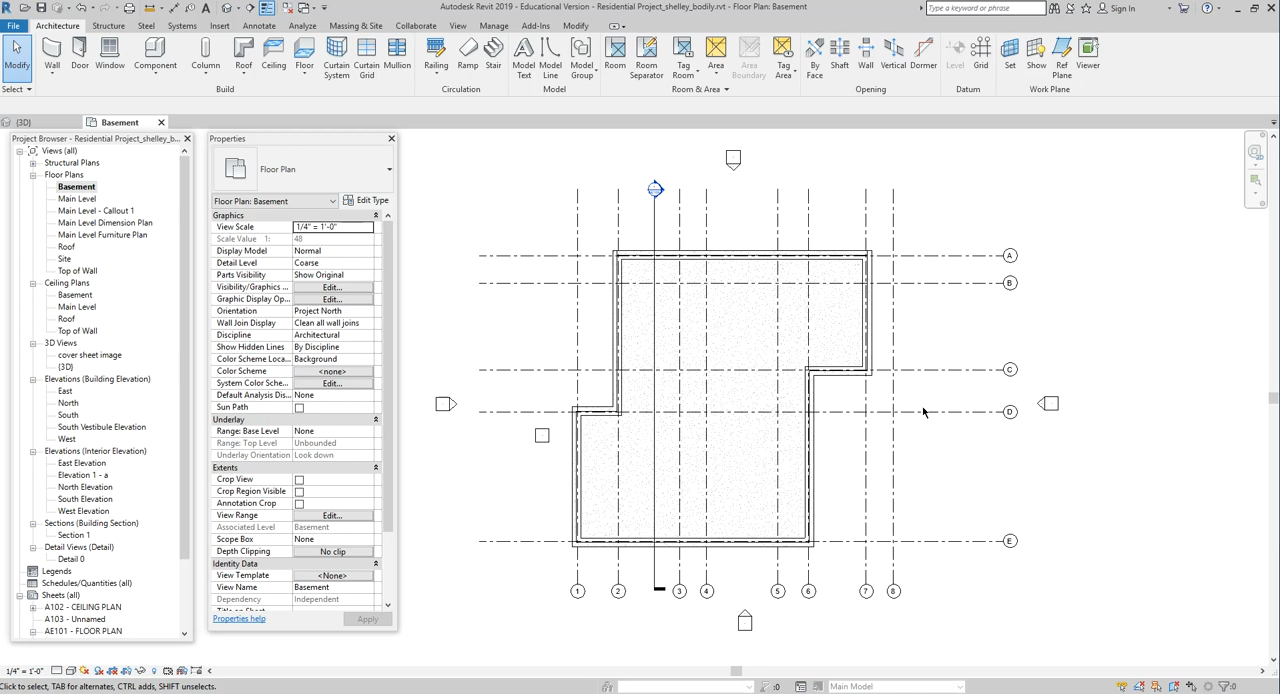 Autodesk Revit 2019 - Educational Version - Residential Project_shelley_bodily.rvt - Floor Plan: Basement
Type a keyword or phrase
Sign In
File Architecture Structure Steel Systems Insert Annotate Analyze Massing & Site Collaborate View Manage Add-Ins Modify
Modify Wall Door Window Component Column Roof Ceiling Floor Curtain System Curtain Grid Mullion Railing Ramp Stair Model Text Model Line Model Group Room Room Separator Tag Room Area Area Boundary Tag Area By Face Shaft Wall Vertical Dormer Level Grid Set Show Ref Plane Viewer
Select Build Circulation Model Room & Area Opening Datum Work Plane
{3D} Basement
Project Browser - Residential Project_shelley_b...
Views (all)
Structural Plans
Floor Plans
Basement
Main Level
Main Level - Callout 1
Main Level Dimension Plan
Main Level Furniture Plan
Roof
Site
Top of Wall
Ceiling Plans
Basement
Main Level
Roof
Top of Wall
3D Views
cover sheet image
{3D}
Elevations (Building Elevation)
East
North
South
South Vestibule Elevation
West
Elevations (Interior Elevation)
East Elevation
Elevation 1 - a
North Elevation
South Elevation
West Elevation
Sections (Building Section)
Section 1
Detail Views (Detail)
Detail 0
Legends
Schedules/Quantities (all)
Sheets (all)
A102 - CEILING PLAN
A103 - Unnamed
AE101 - FLOOR PLAN
Properties
Floor Plan
Floor Plan: Basement Edit Type
Graphics
View Scale 1/4" = 1'-0"
Scale Value 1: 48
Display Model Normal
Detail Level Coarse
Parts Visibility Show Original
Visibility/Graphics ... Edit...
Graphic Display Op... Edit...
Orientation Project North
Wall Join Display Clean all wall joins
Discipline Architectural
Show Hidden Lines By Discipline
Color Scheme Loca... Background
Color Scheme <none>
System Color Sche... Edit...
Default Analysis Dis... None
Sun Path
Underlay
Range: Base Level None
Range: Top Level Unbounded
Underlay Orientation Look down
Extents
Crop View
Crop Region Visible
Annotation Crop
View Range Edit...
Associated Level Basement
Scope Box None
Depth Clipping No clip
Identity Data
View Template <None>
View Name Basement
Dependency Independent
Properties help Apply
A
B
C
D
E
1 2 3 4 5 6 7 8
1/4" = 1'-0"
Click to select, TAB for alternates, CTRL adds, SHIFT unselects.
:0
Main Model
:0